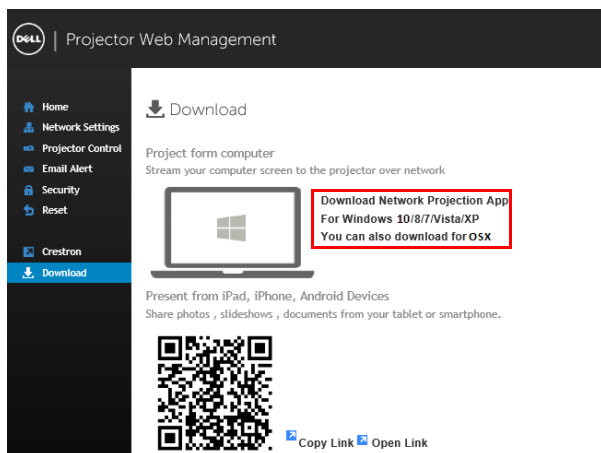 DELL | Projector Web Management
Home
Network Settings
Projector Control
Email Alert
Security
Reset
Crestron
Download
Download
Project form computer
Stream your computer screen to the projector over network
Download Network Projection App
For Windows 10/8/7/Vista/XP
You can also download for OSX
Present from iPad, iPhone, Android Devices
Share photos , slideshows , documents from your tablet or smartphone.
Copy Link Open Link